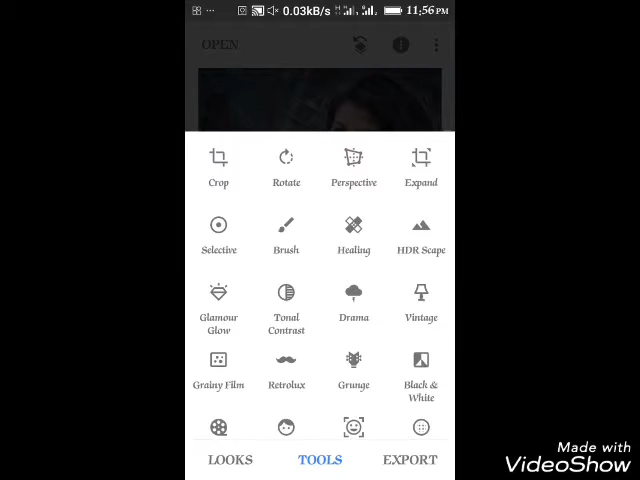 0.03kB/s 11:56 PM
OPEN
Crop Rotate Perspective Expand
Selective Brush Healing HDR Scape
Glamour Glow Tonal Contrast Drama Vintage
Grainy Film Retrolux Grunge Black & White
LOOKS TOOLS EXPORT
Made with
VideoShow